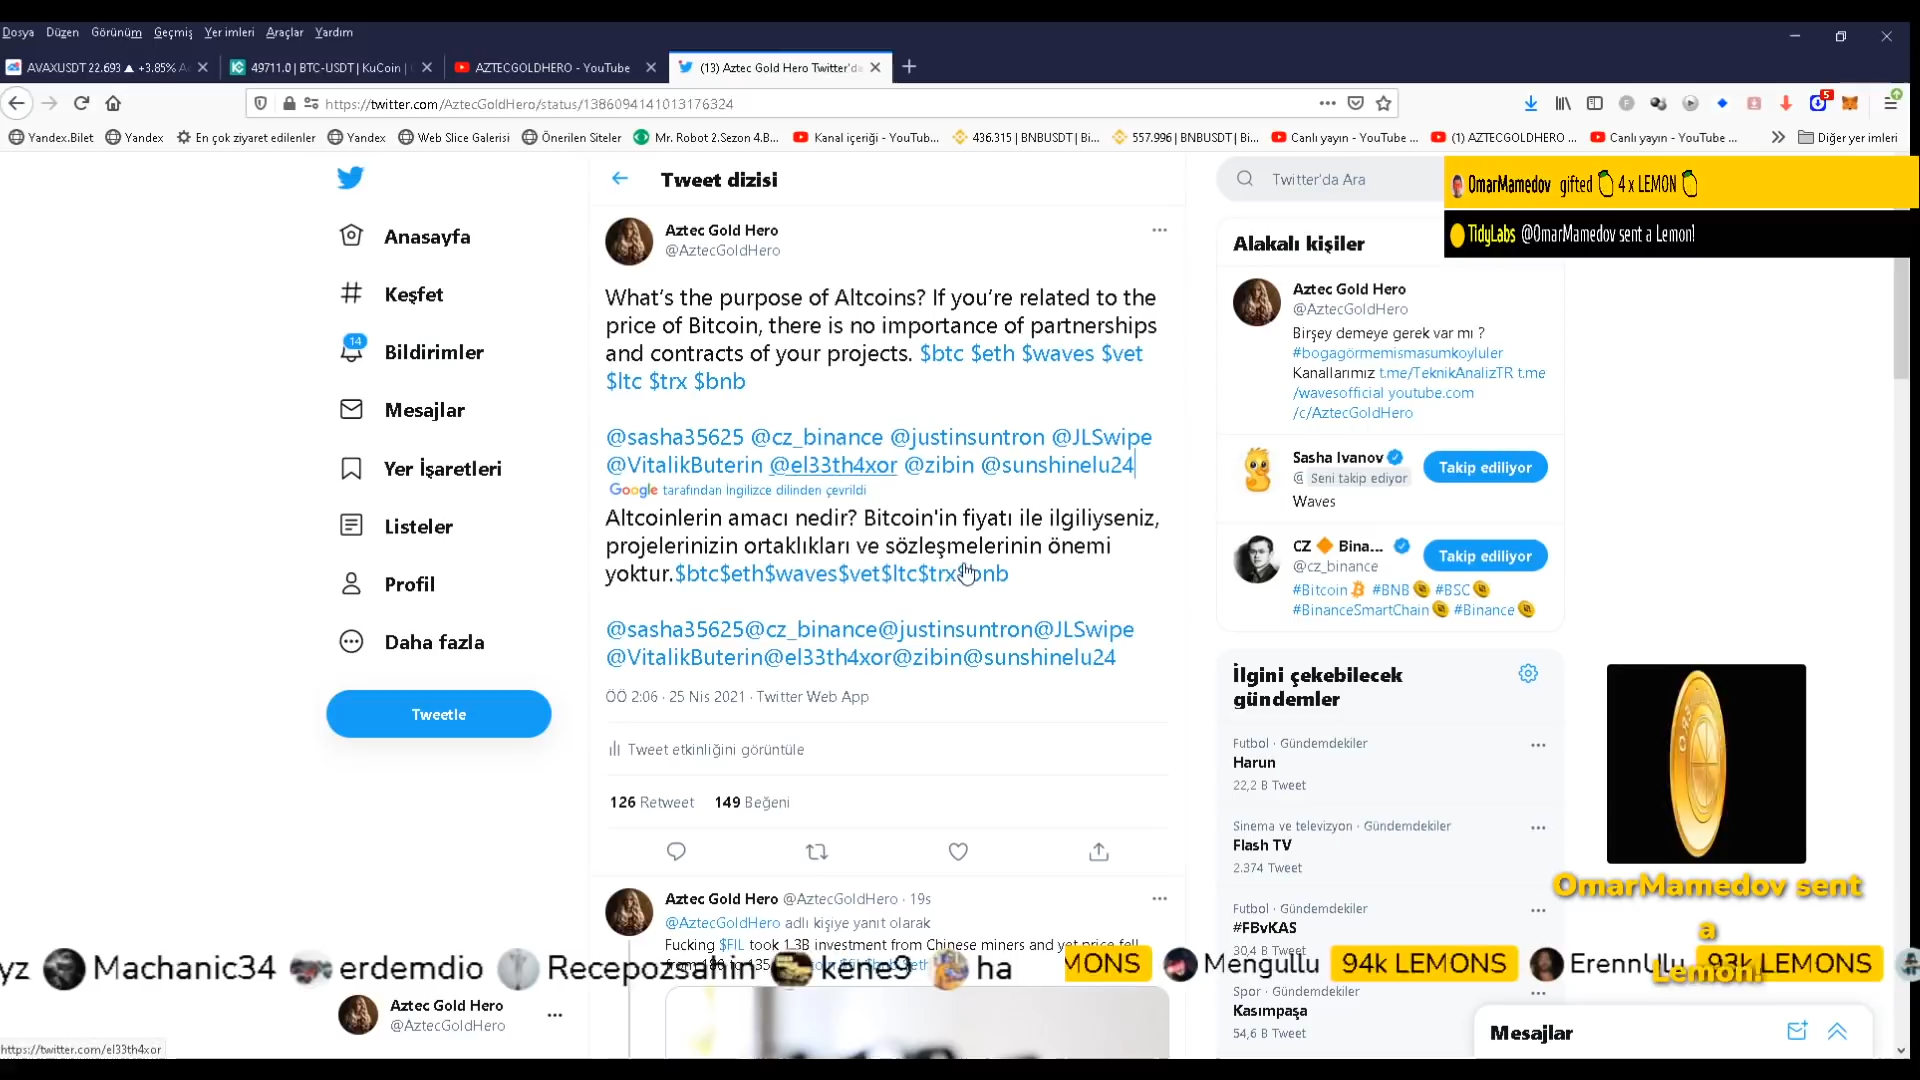 Dosya Düzen Görünüm Geçmiş Yer imleri Araçlar Yardım
AVAXUSDT 22.693 ▲ +3.85% 49711.0 | BTC-USDT | KuCoin | AZTECGOLDHERO - YouTube (13) Aztec Gold Hero Twitter'da
https://twitter.com/AztecGoldHero/status/1386094141013176324
5
Yandex.Bilet Yandex En çok ziyaret edilenler Yandex Web Slice Galerisi Önerilen Siteler Mr. Robot 2.Sezon 4.B... Kanal içeriği - YouTub... 436.315 | BNBUSDT | Bi... 557.996 | BNBUSDT | Bi... Canlı yayın - YouTube ... (1) AZTECGOLDHERO ... Canlı yayın - YouTube ... Diğer yer imleri
Anasayfa
Keşfet
14
Bildirimler
Mesajlar
Yer İşaretleri
Listeler
Profil
Daha fazla
Tweetle
Aztec Gold Hero
@AztecGoldHero
Tweet dizisi
Aztec Gold Hero
@AztecGoldHero
What's the purpose of Altcoins? If you're related to the
price of Bitcoin, there is no importance of partnerships
and contracts of your projects. $btc $eth $waves $vet
$ltc $trx $bnb
@sasha35625 @cz_binance @justinsuntron @JLSwipe
@VitalikButerin @el33th4xor @zibin @sunshinelu24
Google tarafından İngilizce dilinden çevrildi
Altcoinlerin amacı nedir? Bitcoin'in fiyatı ile ilgiliyseniz,
projelerinizin ortaklıkları ve sözleşmelerinin önemi
yoktur.$btc$eth$waves$vet$ltc$trx$bnb
@sasha35625@cz_binance@justinsuntron@JLSwipe
@VitalikButerin@el33th4xor@zibin@sunshinelu24
ÖÖ 2:06 · 25 Nis 2021 · Twitter Web App
Tweet etkinliğini görüntüle
126 Retweet 149 Beğeni
Aztec Gold Hero @AztecGoldHero · 19s
@AztecGoldHero adlı kişiye yanıt olarak
Fucking $FIL took 1.3B investment from Chinese miners and yet price fell
from 180 to 135
Twitter'da Ara
OmarMamedov gifted 4 x LEMON
TidyLabs @OmarMamedov sent a Lemon!
Alakalı kişiler
Aztec Gold Hero
@AztecGoldHero
Birşey demeye gerek var mı ?
#bogagörmemismasumkoyluler
Kanallarımız t.me/TeknikAnalizTR t.me
/wavesofficial youtube.com
/c/AztecGoldHero
Sasha Ivanov
@ Seni takip ediyor
Waves
Takip ediliyor
CZ Bina...
@cz_binance
Takip ediliyor
#Bitcoin #BNB #BSC
#BinanceSmartChain #Binance
İlgini çekebilecek
gündemler
Futbol · Gündemdekiler
Harun
22,2 B Tweet
Sinema ve televizyon · Gündemdekiler
Flash TV
2.374 Tweet
Futbol · Gündemdekiler
#FBvKAS
30,4 B Tweet
Spor · Gündemdekiler
Kasımpaşa
54,6 B Tweet
OmarMamedov sent
a
Lemon!
yz Machanic34 erdemdio Recepozsahin kenes ha MONS Mengullu 94k LEMONS ErennUlu 93k LEMONS
Mesajlar
https://twitter.com/el33th4xor